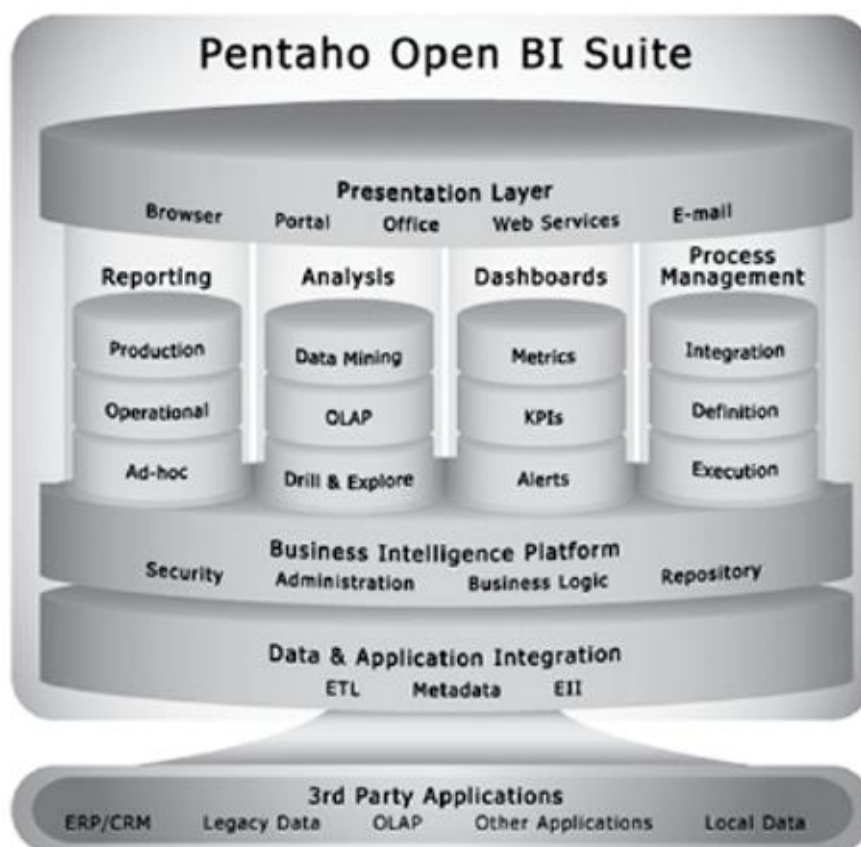 Pentaho Open BI Suite
Presentation Layer
Browser Portal Office Web Services E-mail
Reporting
Production
Operational
Ad-hoc
Analysis
Data Mining
OLAP
Drill & Explore
Dashboards
Metrics
KPIs
Alerts
Process
Management
Integration
Definition
Execution
Business Intelligence Platform
Security Administration Business Logic Repository
Data & Application Integration
ETL Metadata EII
3rd Party Applications
ERP/CRM Legacy Data OLAP Other Applications Local Data